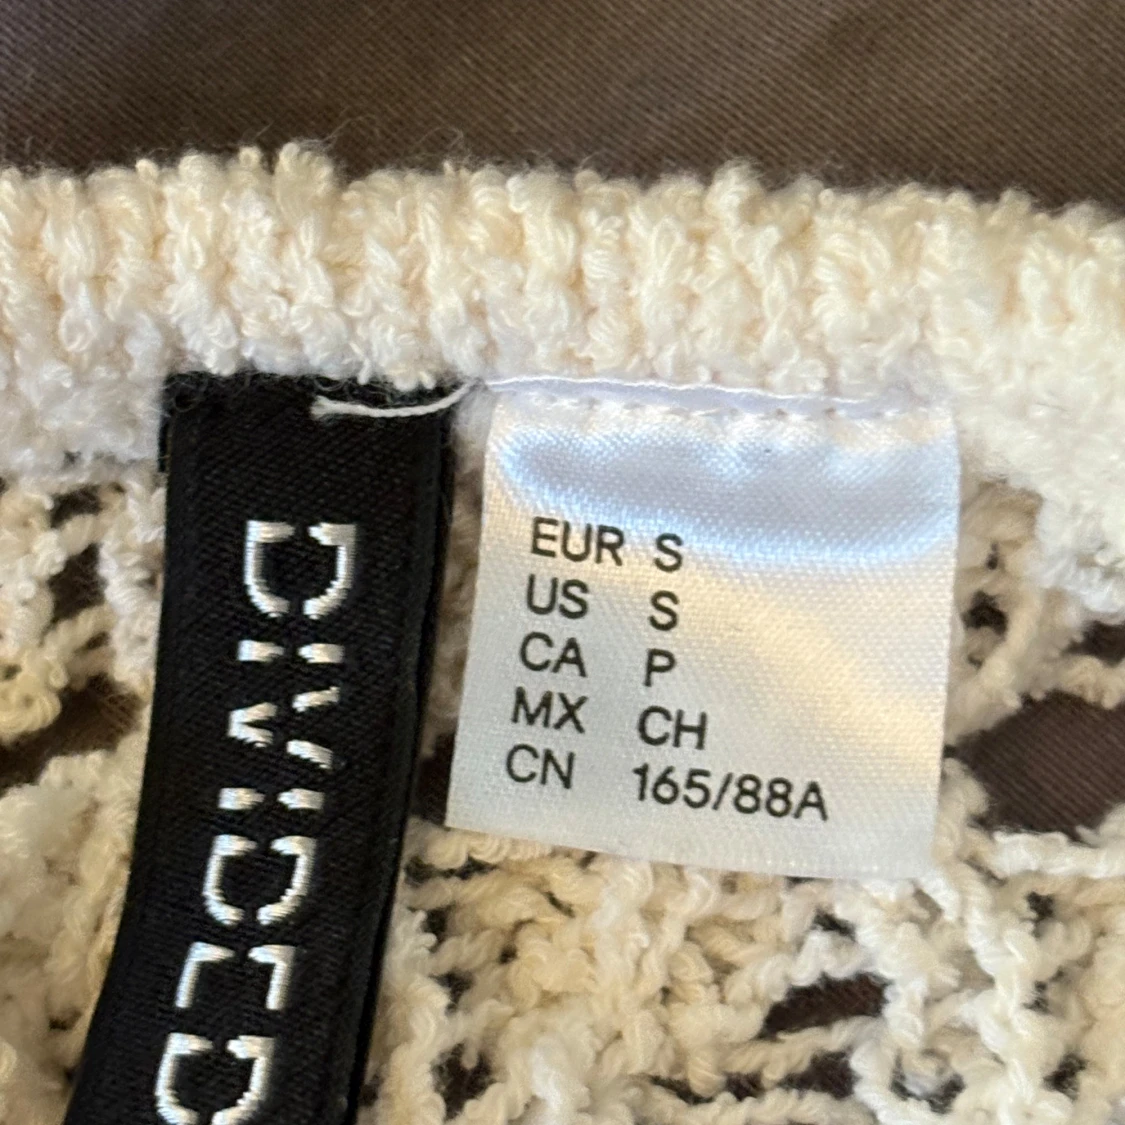 DIVIDED
EUR S
US S
CA P
MX CH
CN 165/88A